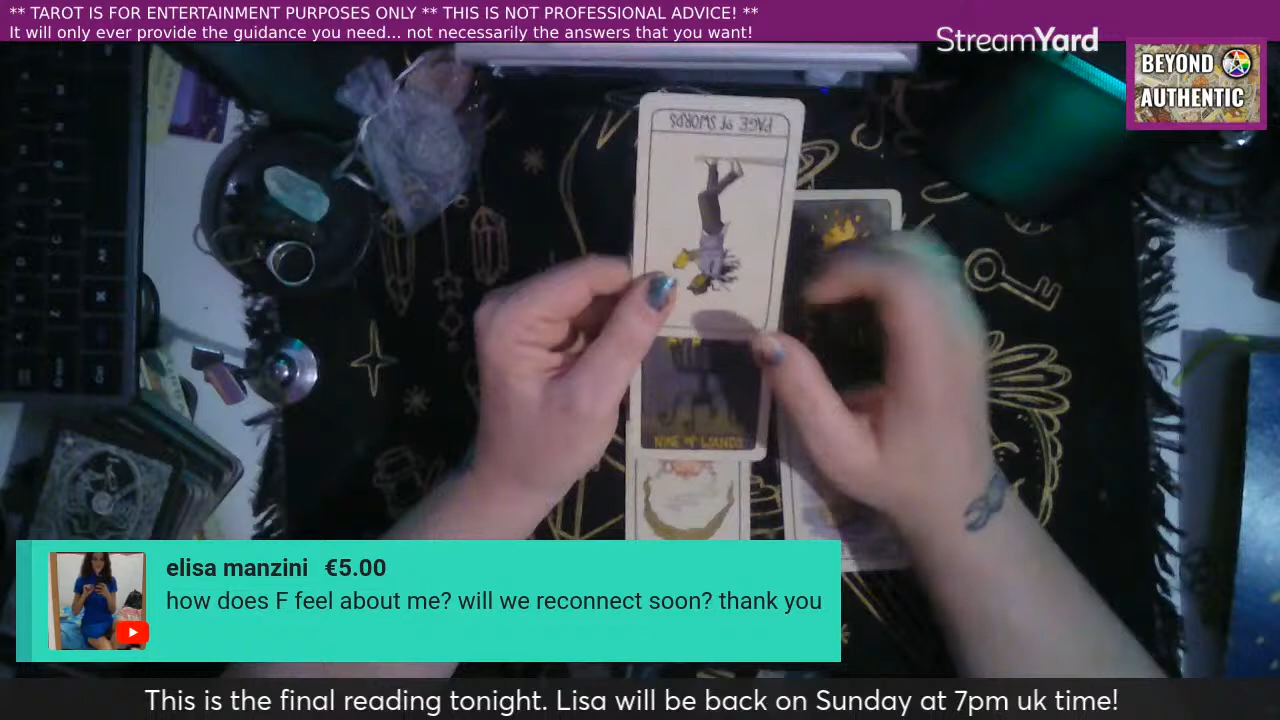 ** TAROT IS FOR ENTERTAINMENT PURPOSES ONLY ** THIS IS NOT PROFESSIONAL ADVICE! **
It will only ever provide the guidance you need... not necessarily the answers that you want!
StreamYard
BEYOND
AUTHENTIC
PAGE OF SWORDS
NINE OF WANDS
elisa manzini €5.00
how does F feel about me? will we reconnect soon? thank you
This is the final reading tonight. Lisa will be back on Sunday at 7pm uk time!